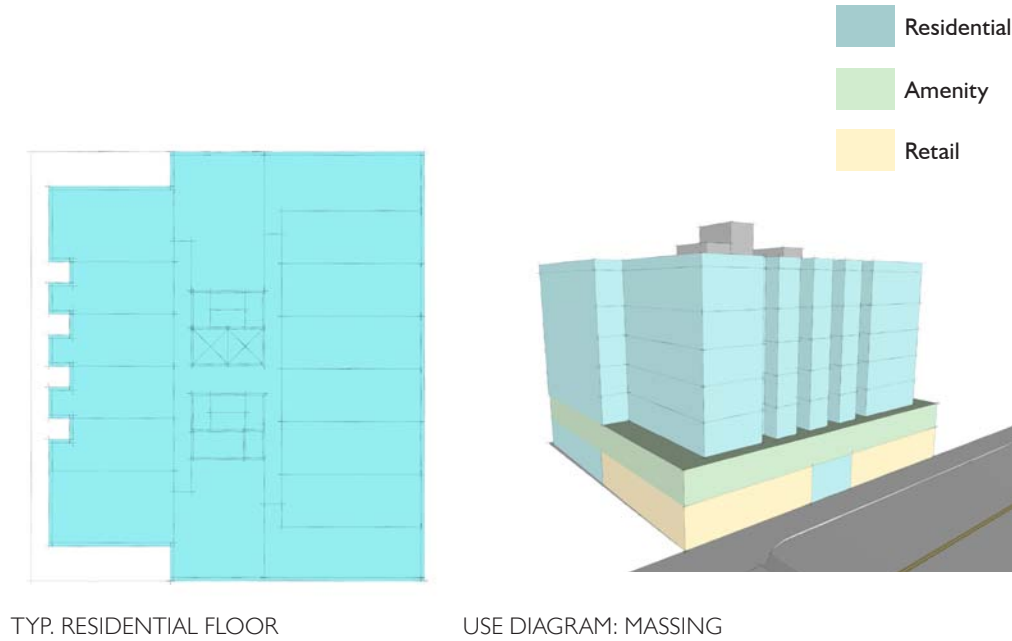 Residential
Amenity
Retail
TYP. RESIDENTIAL FLOOR
USE DIAGRAM: MASSING